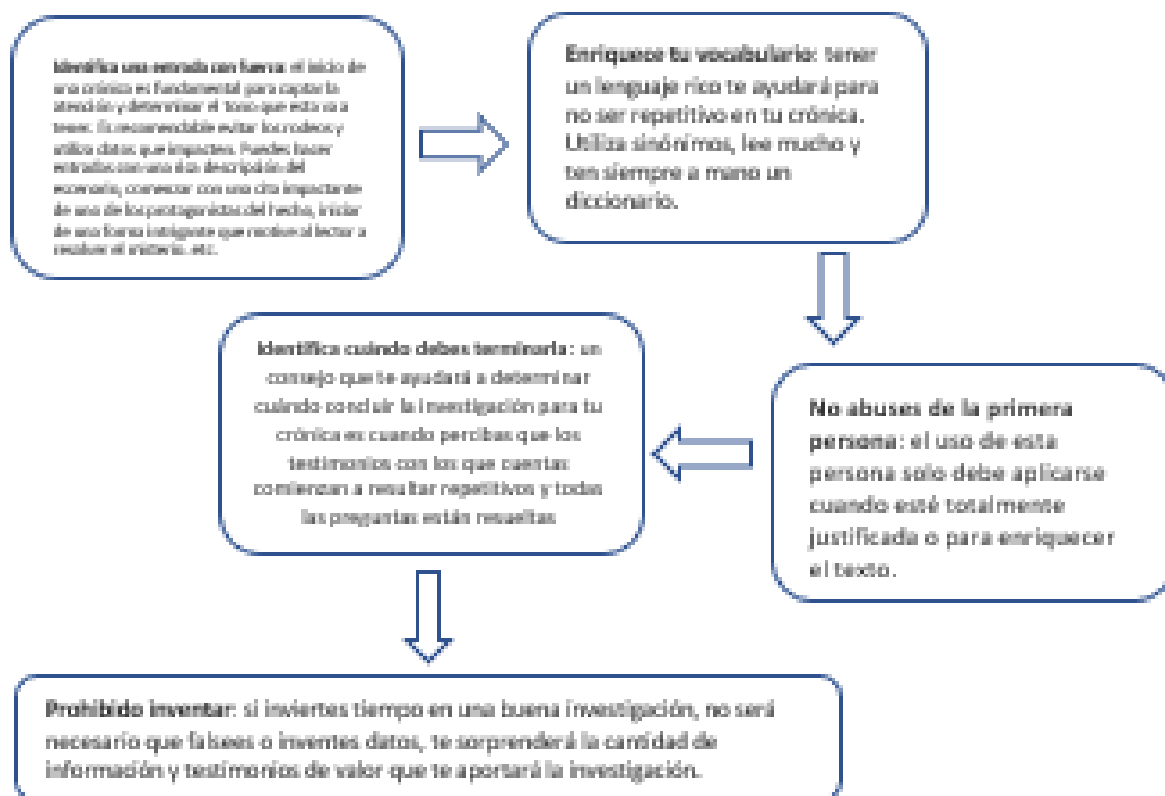 Identifica una entrada con fuerza: el inicio de
una crónica es fundamental para captar la
atención y determinar el tono que esta va a
tener. Es recomendable evitar los rodeos y
utiliza datos que impacten. Puedes hacer
entradas con una rica descripción del
escenario, comenzar con una cita impactante
de uno de los protagonistas del hecho, iniciar
de una forma intrigante que motive al lector a
resolver el misterio, etc.
Enriquece tu vocabulario: tener
un lenguaje rico te ayudará para
no ser repetitivo en tu crónica.
Utiliza sinónimos, lee mucho y
ten siempre a mano un
diccionario.
No abuses de la primera
persona: el uso de esta
persona solo debe aplicarse
cuando esté totalmente
justificada o para enriquecer
el texto.
Identifica cuándo debes terminarla: un
consejo que te ayudará a determinar
cuándo concluir la investigación para tu
crónica es cuando percibas que los
testimonios con los que cuentas
comienzan a resultar repetitivos y todas
las preguntas están resueltas
Prohibido inventar: si inviertes tiempo en una buena investigación, no será
necesario que falsees o inventes datos, te sorprenderá la cantidad de
información y testimonios de valor que te aportará la investigación.